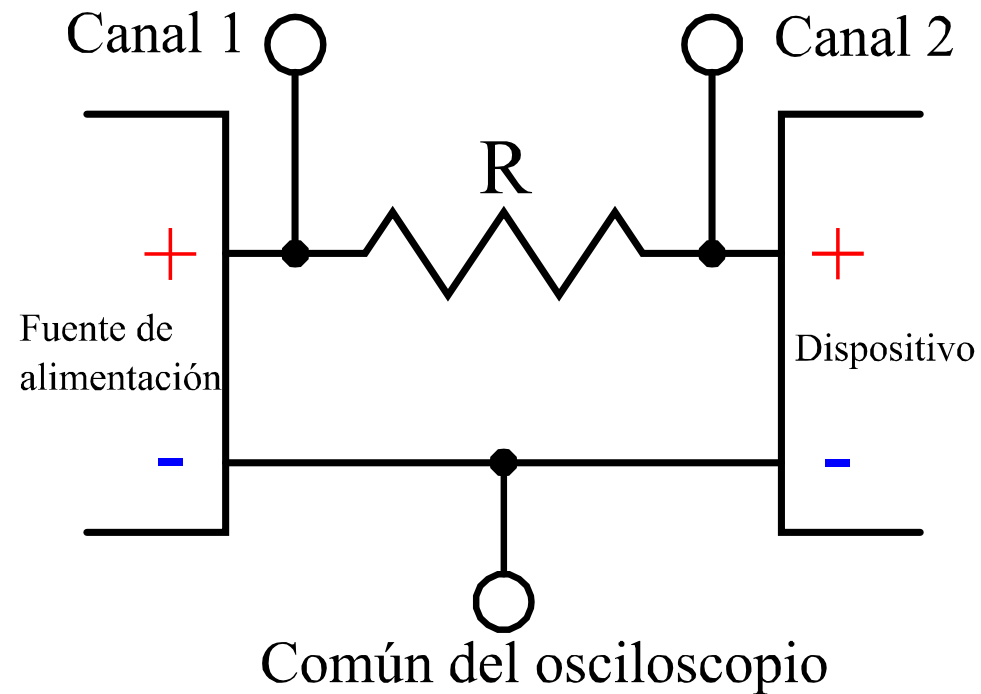 Canal 1
Canal 2
R
+
+
Fuente de
alimentación
Dispositivo
-
-
Común del osciloscopio